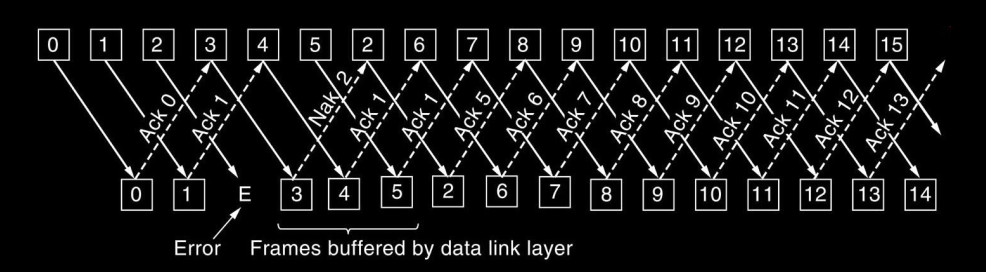 0 1 2 3 4 5 2 6 7 8 9 10 11 12 13 14 15
Ack 0 Ack 1 Nak 2 Ack 1 Ack 1 Ack 5 Ack 6 Ack 7 Ack 8 Ack 9 Ack 10 Ack 11 Ack 12 Ack 13
0 1 E 3 4 5 2 6 7 8 9 10 11 12 13 14
Error Frames buffered by data link layer